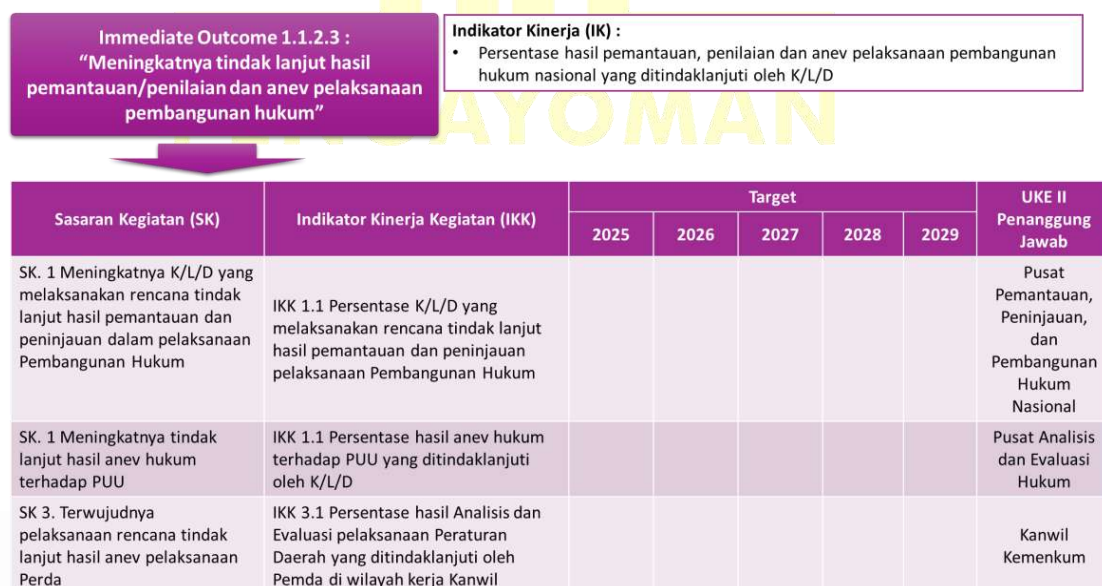 Immediate Outcome 1.1.2.3 :
“Meningkatnya tindak lanjut hasil
pemantauan/penilaian dan anev pelaksanaan
pembangunan hukum”
Indikator Kinerja (IK) :
• Persentase hasil pemantauan, penilaian dan anev pelaksanaan pembangunan
hukum nasional yang ditindaklanjuti oleh K/L/D
PENGAYOMAN
Sasaran Kegiatan (SK)
Indikator Kinerja Kegiatan (IKK)
Target
2025
2026
2027
2028
2029
UKE II
Penanggung
Jawab
SK. 1 Meningkatnya K/L/D yang
melaksanakan rencana tindak
lanjut hasil pemantauan dan
peninjauan dalam pelaksanaan
Pembangunan Hukum
IKK 1.1 Persentase K/L/D yang
melaksanakan rencana tindak lanjut
hasil pemantauan dan peninjauan
pelaksanaan Pembangunan Hukum
Pusat
Pemantauan,
Peninjauan,
dan
Pembangunan
Hukum
Nasional
SK. 1 Meningkatnya tindak
lanjut hasil anev hukum
terhadap PUU
IKK 1.1 Persentase hasil anev hukum
terhadap PUU yang ditindaklanjuti
oleh K/L/D
Pusat Analisis
dan Evaluasi
Hukum
SK 3. Terwujudnya
pelaksanaan rencana tindak
lanjut hasil anev pelaksanaan
Perda
IKK 3.1 Persentase hasil Analisis dan
Evaluasi pelaksanaan Peraturan
Daerah yang ditindaklanjuti oleh
Pemda di wilayah kerja Kanwil
Kanwil
Kemenkum